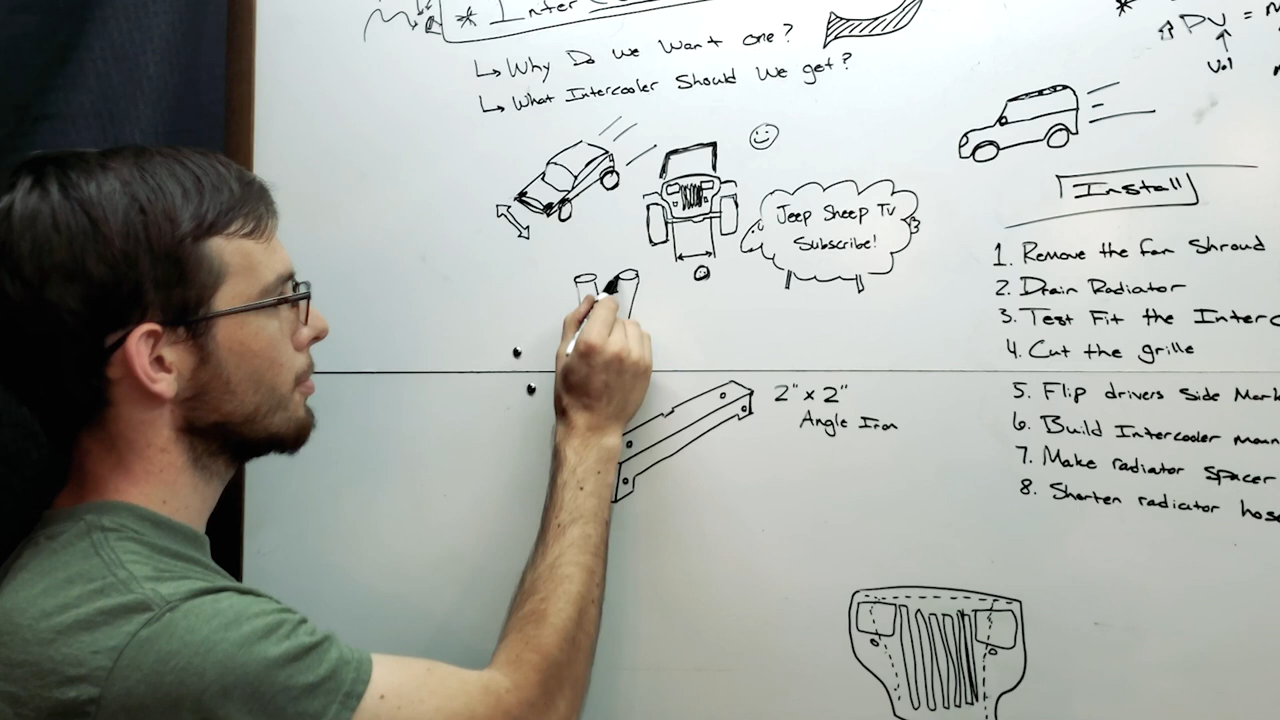 * Inter
↳ Why Do we Want one?
↳ What Intercooler Should We get?
Pv =
Vol
Jeep Sheep Tv
Subscribe!
Install
1. Remove the fan Shroud
2. Drain Radiator
3. Test Fit the Interc
4. Cut the grille
5. Flip drivers Side Mark
6. Build Intercooler moun
7. Make radiator Spacer
8. Shorten radiator hose
2" x 2"
Angle Iron